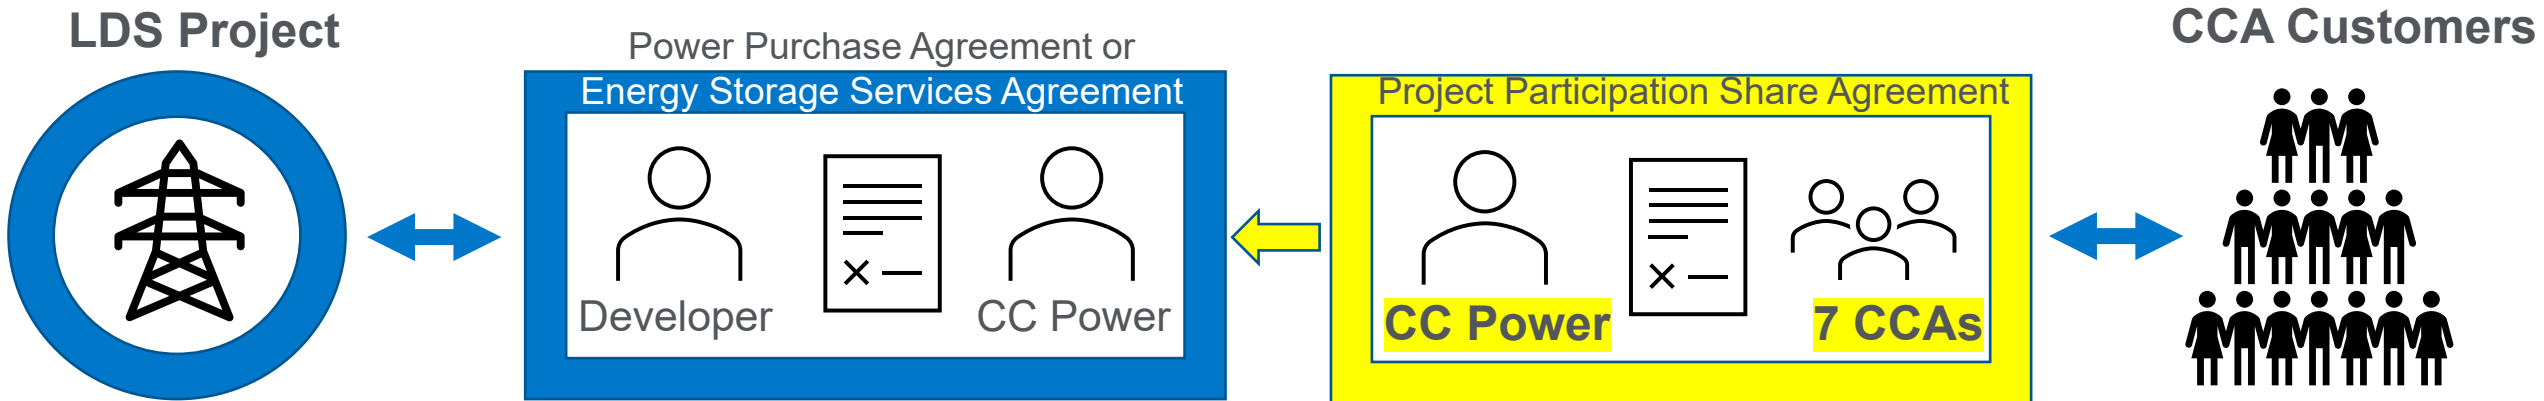 LDS Project
Power Purchase Agreement or
Energy Storage Services Agreement
Developer
CC Power
Project Participation Share Agreement
CC Power
7 CCAs
CCA Customers